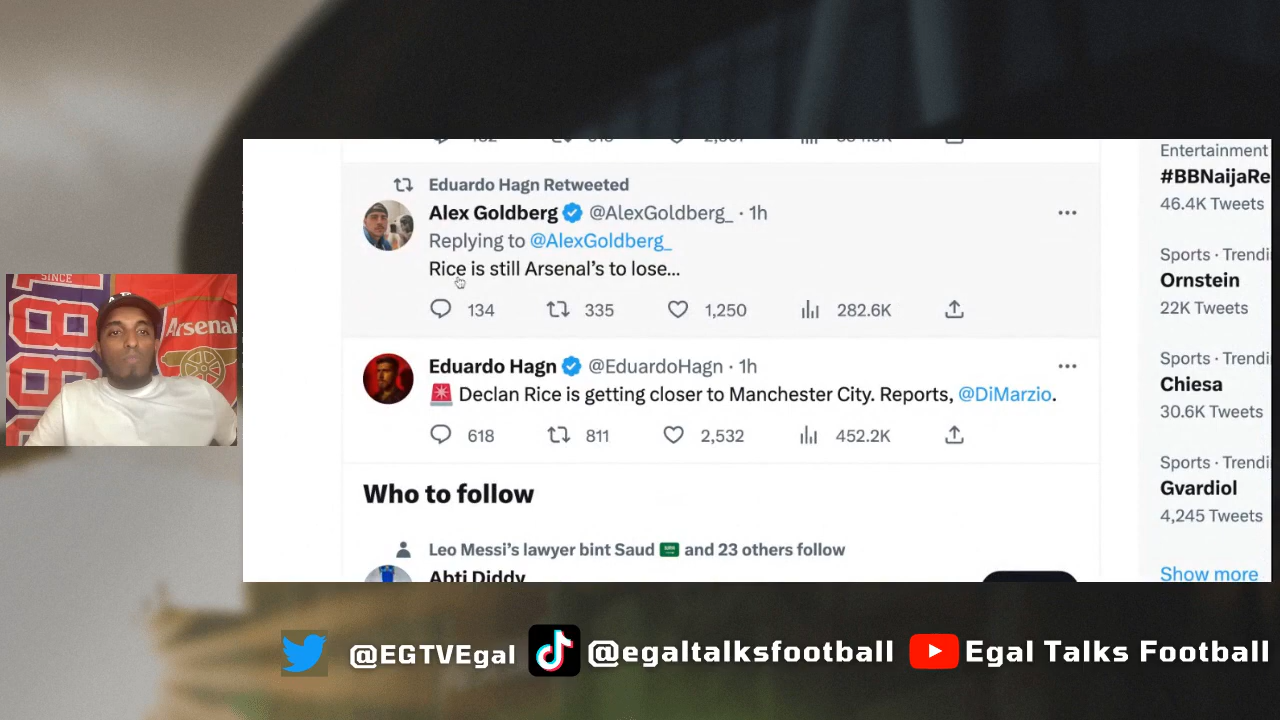 Eduardo Hagn Retweeted
Alex Goldberg @AlexGoldberg_ · 1h
Replying to @AlexGoldberg_
Rice is still Arsenal's to lose...
134 335 1,250 282.6K
Eduardo Hagn @EduardoHagn · 1h
🚨 Declan Rice is getting closer to Manchester City. Reports, @DiMarzio.
618 811 2,532 452.2K
Who to follow
Leo Messi's lawyer bint Saud 🇸🇦 and 23 others follow
Abti Diddy
Entertainment
#BBNaijaRe
46.4K Tweets
Sports · Trendi
Ornstein
22K Tweets
Sports · Trendi
Chiesa
30.6K Tweets
Sports · Trendi
Gvardiol
4,245 Tweets
Show more
SINCE
Arsenal
@EGTVEgal @egaltalksfootball Egal Talks Football